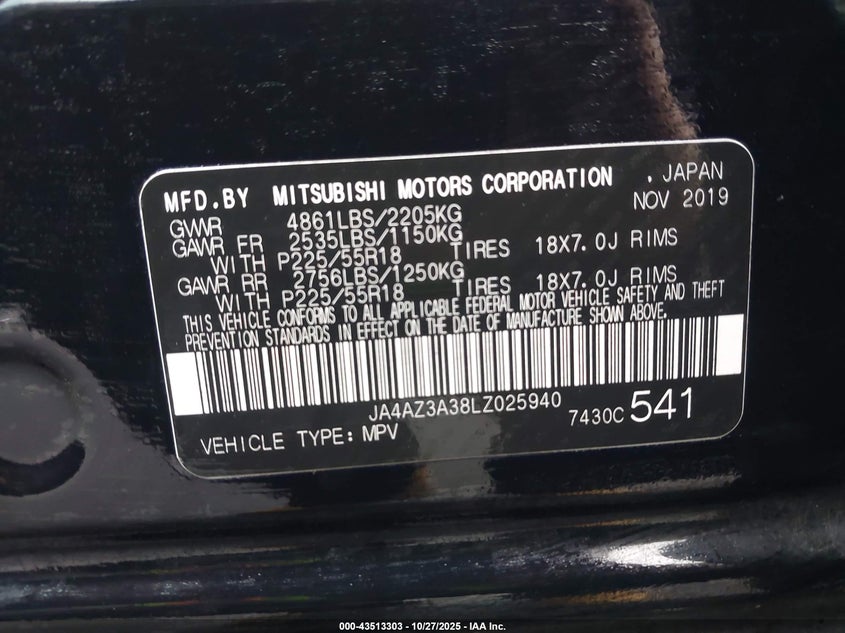 MFD.BY MITSUBISHI MOTORS CORPORATION , JAPAN
NOV 2019
GVWR 4861LBS/2205KG
GAWR FR 2535LBS/1150KG
WITH P225/55R18 TIRES 18X7.0J RIMS
GAWR RR 2756LBS/1250KG
WITH P225/55R18 TIRES 18X7.0J RIMS
THIS VEHICLE CONFORMS TO ALL APPLICABLE FEDERAL MOTOR VEHICLE SAFETY AND THEFT
PREVENTION STANDARDS IN EFFECT ON THE DATE OF MANUFACTURE SHOWN ABOVE.
JA4AZ3A38LZ025940
7430C 541
VEHICLE TYPE: MPV
000-43513303 - 10/27/2025 - IAA Inc.